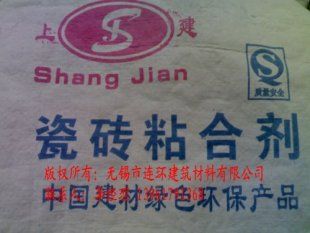 上 建
Shang Jian
质量安全
瓷砖粘合剂
版权所有：无锡市连环建筑材料有限公司
中国建材绿色环保产品